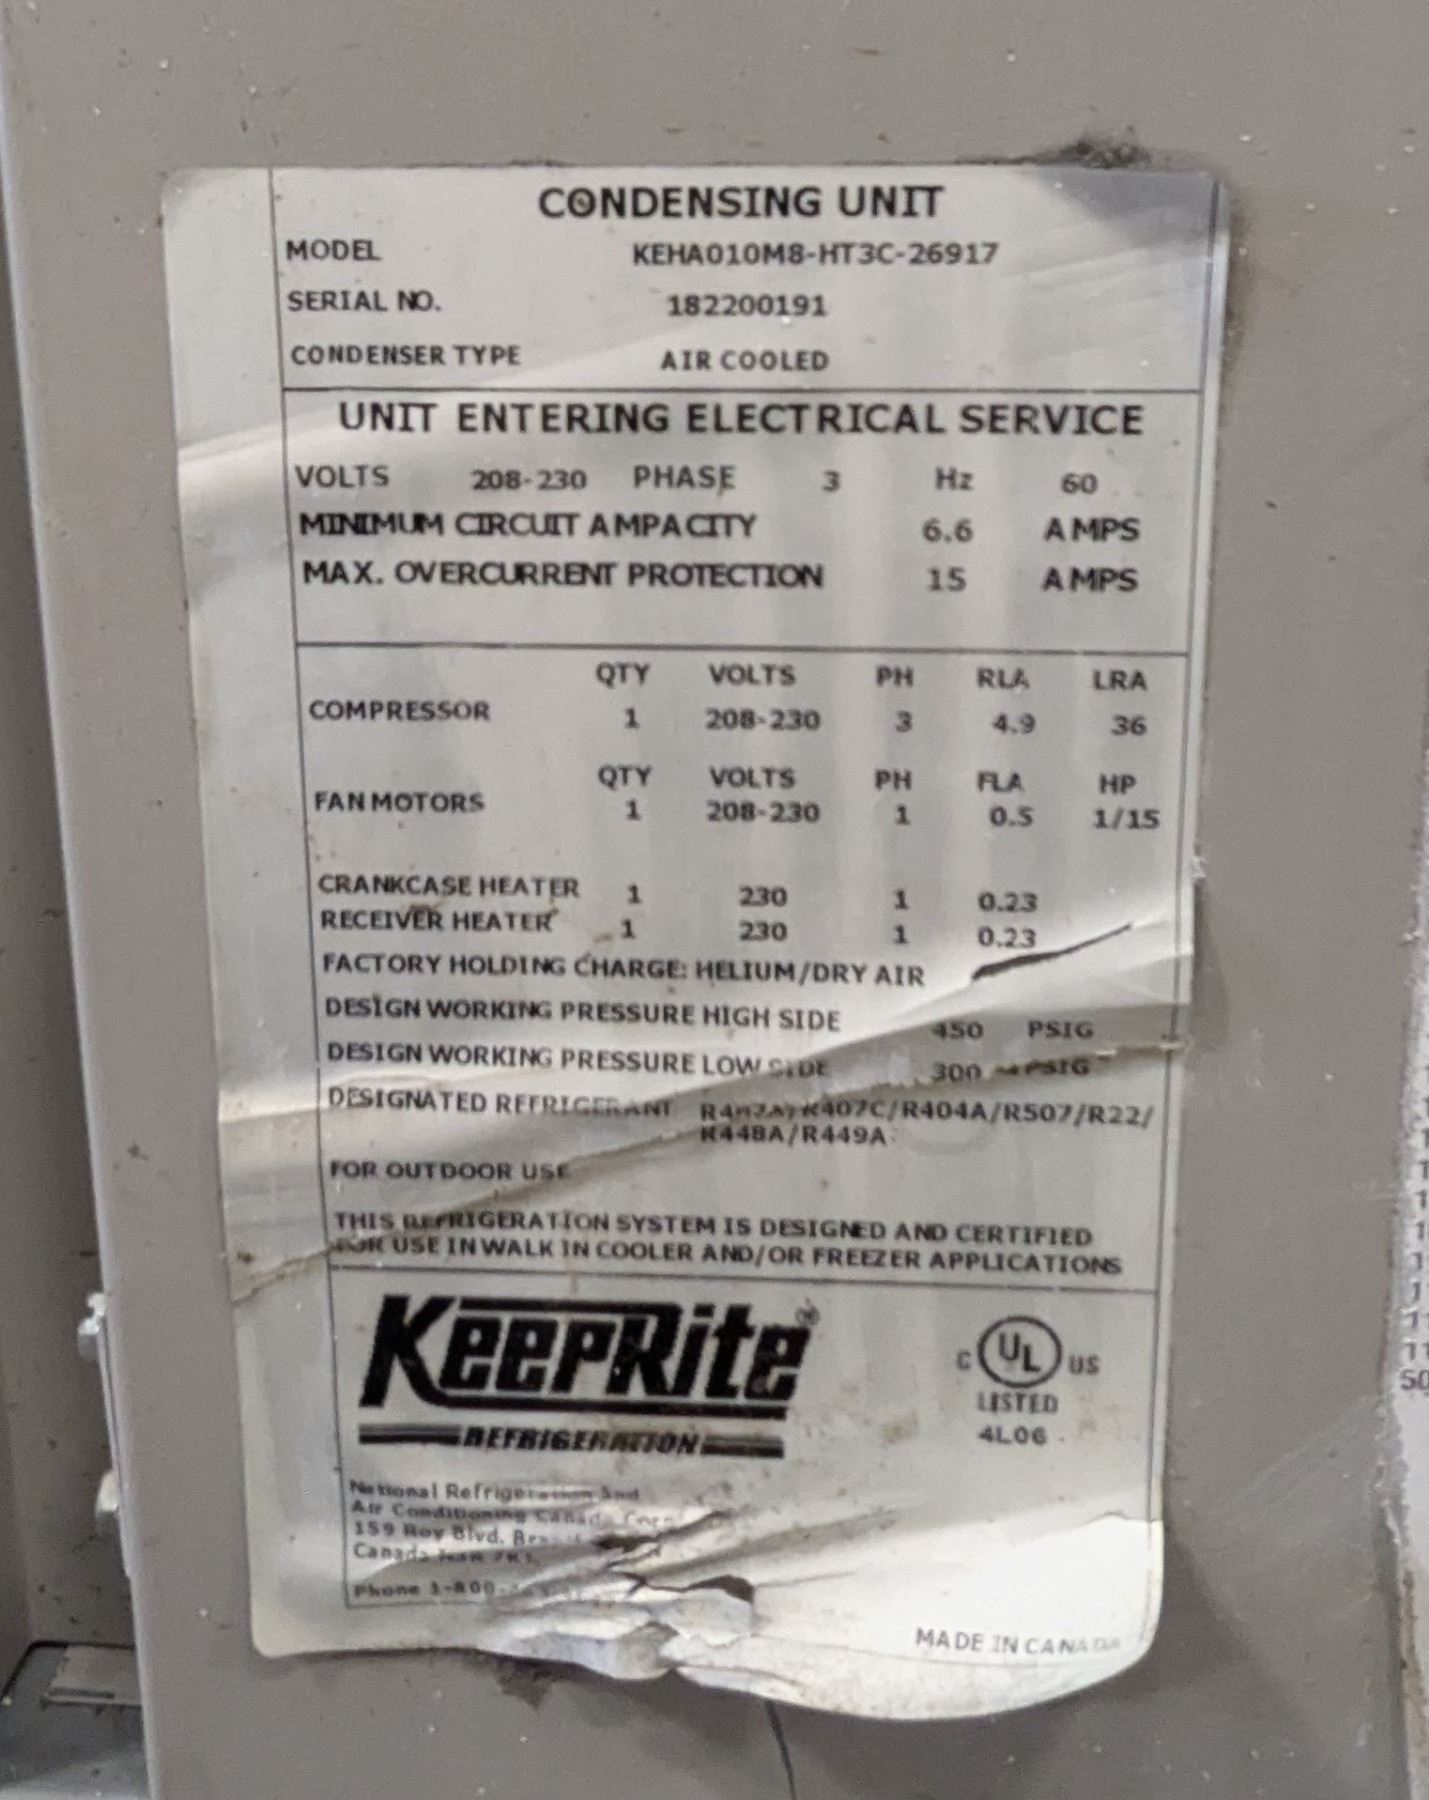 CONDENSING UNIT
MODEL KEHA010M8-HT3C-26917
SERIAL NO. 182200191
CONDENSER TYPE AIR COOLED
UNIT ENTERING ELECTRICAL SERVICE
VOLTS 208-230 PHASE 3 Hz 60
MINIMUM CIRCUIT AMPACITY 6.6 AMPS
MAX. OVERCURRENT PROTECTION 15 AMPS
QTY VOLTS PH RLA LRA
COMPRESSOR 1 208-230 3 4.9 36
QTY VOLTS PH FLA HP
FAN MOTORS 1 208-230 1 0.5 1/15
CRANKCASE HEATER 1 230 1 0.23
RECEIVER HEATER 1 230 1 0.23
FACTORY HOLDING CHARGE: HELIUM/DRY AIR
DESIGN WORKING PRESSURE HIGH SIDE 450 PSIG
DESIGN WORKING PRESSURE LOW SIDE 300 PSIG
DESIGNATED REFRIGERANT R407C/R404A/R507/R22/
R448A/R449A
FOR OUTDOOR USE
THIS REFRIGERATION SYSTEM IS DESIGNED AND CERTIFIED
FOR USE IN WALK IN COOLER AND/OR FREEZER APPLICATIONS
KeepRite®
REFRIGERATION
C UL US
LISTED
4L06
National Refrigeration And
Air Conditioning Canada Corp
159 Roy Blvd.
Canada
Phone 1-800-
MADE IN CANADA